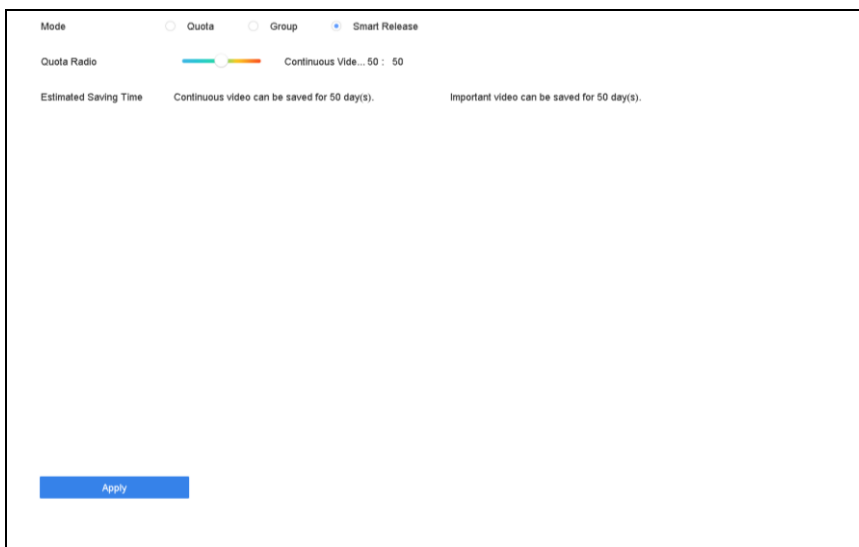 Mode Quota Group Smart Release
Quota Radio Continuous Vide... 50 : 50
Estimated Saving Time Continuous video can be saved for 50 day(s). Important video can be saved for 50 day(s).
Apply